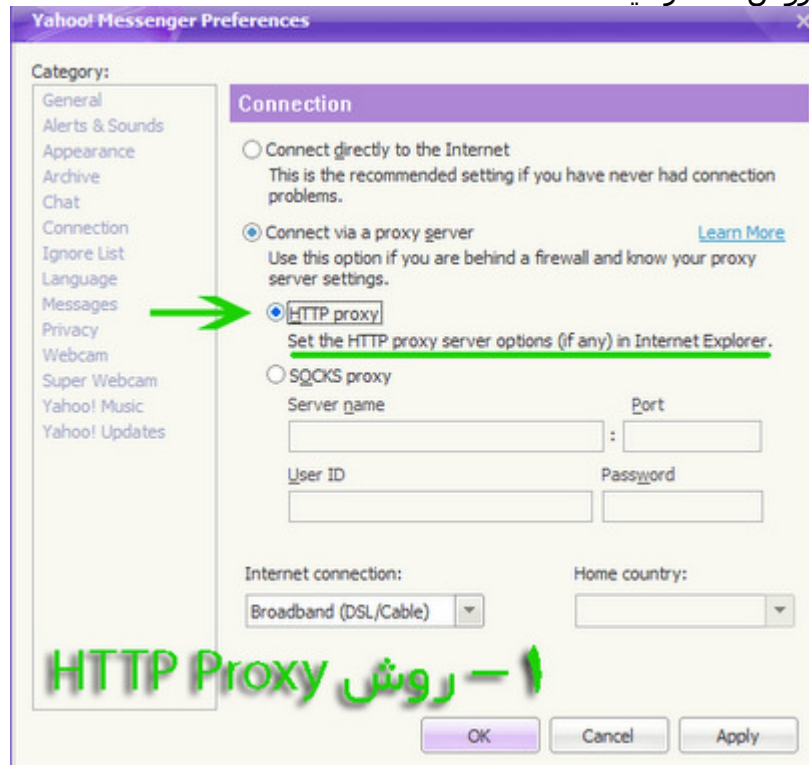 Yahoo! Messenger Preferences
Category:
General
Alerts & Sounds
Appearance
Archive
Chat
Connection
Ignore List
Language
Messages
Privacy
Webcam
Super Webcam
Yahoo! Music
Yahoo! Updates
Connection
Connect directly to the Internet
This is the recommended setting if you have never had connection
problems.
Connect via a proxy server Learn More
Use this option if you are behind a firewall and know your proxy
server settings.
HTTP proxy
Set the HTTP proxy server options (if any) in Internet Explorer.
SOCKS proxy
Server name Port
:
User ID Password
Internet connection: Home country:
Broadband (DSL/Cable)
۱ – روش HTTP Proxy
OK Cancel Apply